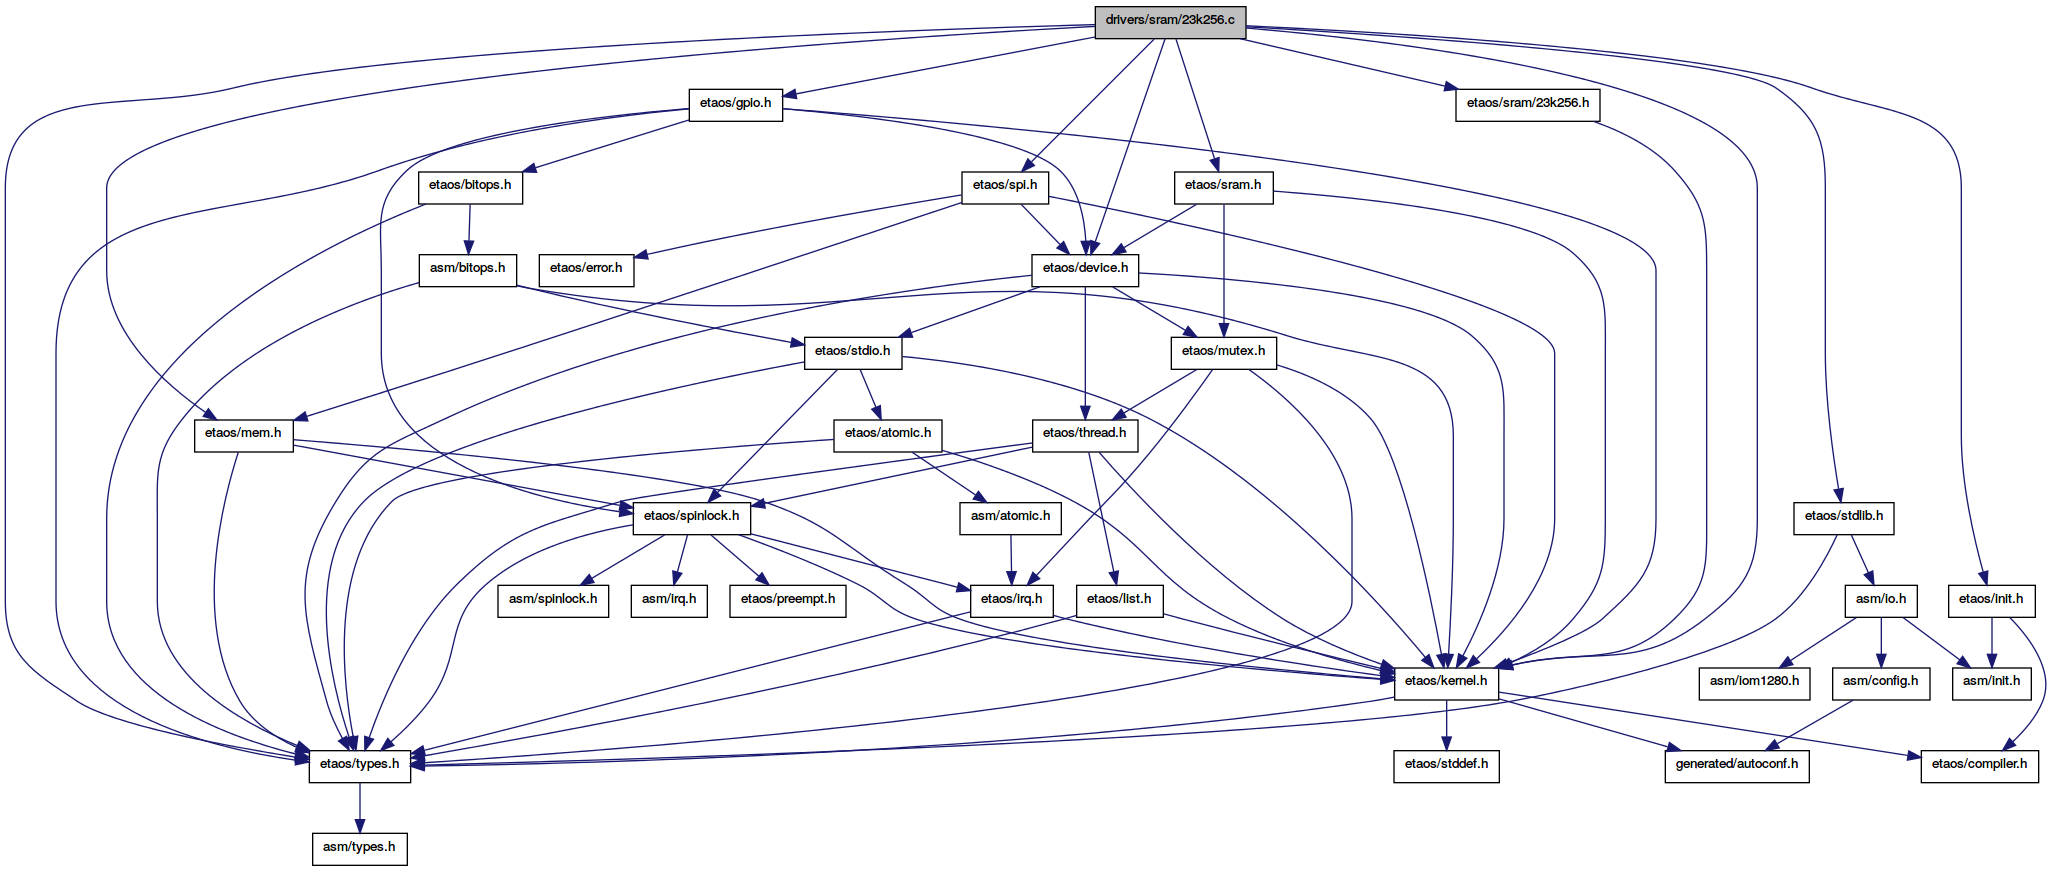 drivers/sram/23k256.c
etaos/gpio.h
etaos/sram/23k256.h
etaos/bitops.h
etaos/spi.h
etaos/sram.h
asm/bitops.h
etaos/error.h
etaos/device.h
etaos/stdio.h
etaos/mutex.h
etaos/mem.h
etaos/atomic.h
etaos/thread.h
etaos/spinlock.h
asm/atomic.h
etaos/stdlib.h
asm/spinlock.h
asm/irq.h
etaos/preempt.h
etaos/irq.h
etaos/list.h
asm/io.h
etaos/init.h
etaos/kernel.h
asm/iom1280.h
asm/config.h
asm/init.h
etaos/types.h
etaos/stddef.h
generated/autoconf.h
etaos/compiler.h
asm/types.h